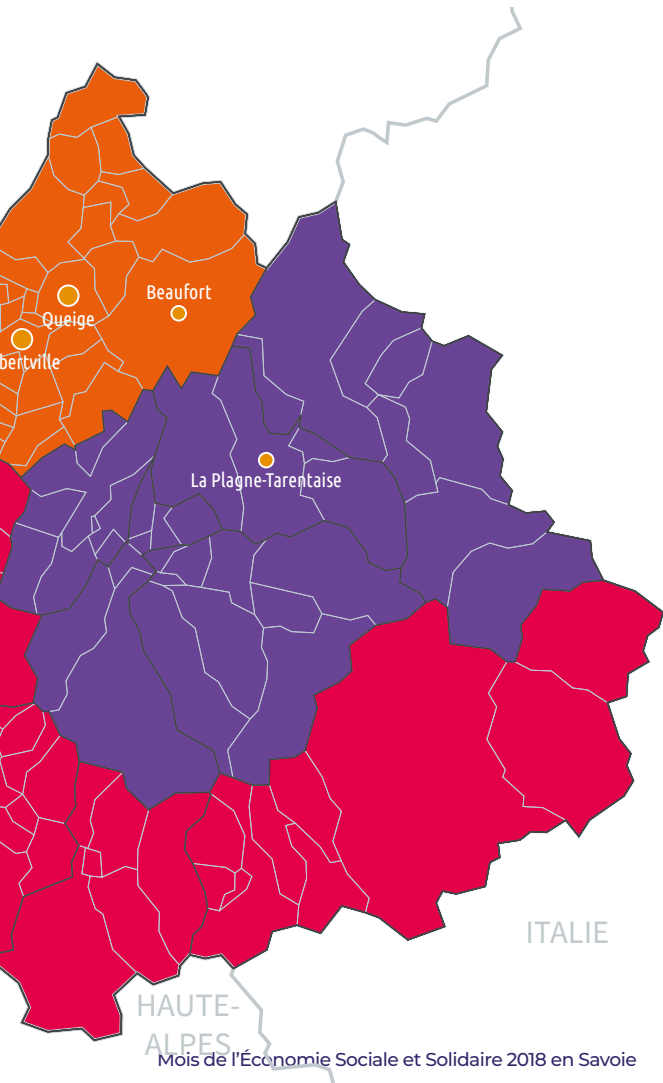 Beaufort
Queige
bertville
La Plagne-Tarentaise
ITALIE
HAUTE-
ALPES
Mois de l'Économie Sociale et Solidaire 2018 en Savoie